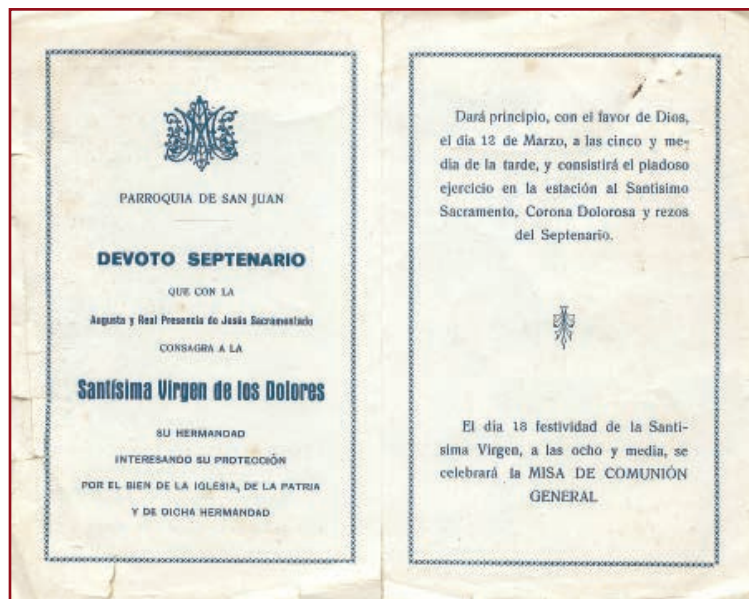 PARROQUIA DE SAN JUAN
DEVOTO SEPTENARIO
QUE CON LA
Augusta y Real Presencia de Jesús Sacramentado
CONSAGRA A LA
Santísima Virgen de los Dolores
SU HERMANDAD
INTERESANDO SU PROTECCIÓN
POR EL BIEN DE LA IGLESIA, DE LA PATRIA
Y DE DICHA HERMANDAD
Dará principio, con el favor de Dios,
el día 12 de Marzo, a las cinco y me-
dia de la tarde, y consistirá el piadoso
ejercicio en la estación al Santísimo
Sacramento, Corona Dolorosa y rezos
del Septenario.
El día 18 festividad de la Santí-
sima Virgen, a las ocho y media, se
celebrará la MISA DE COMUNIÓN
GENERAL